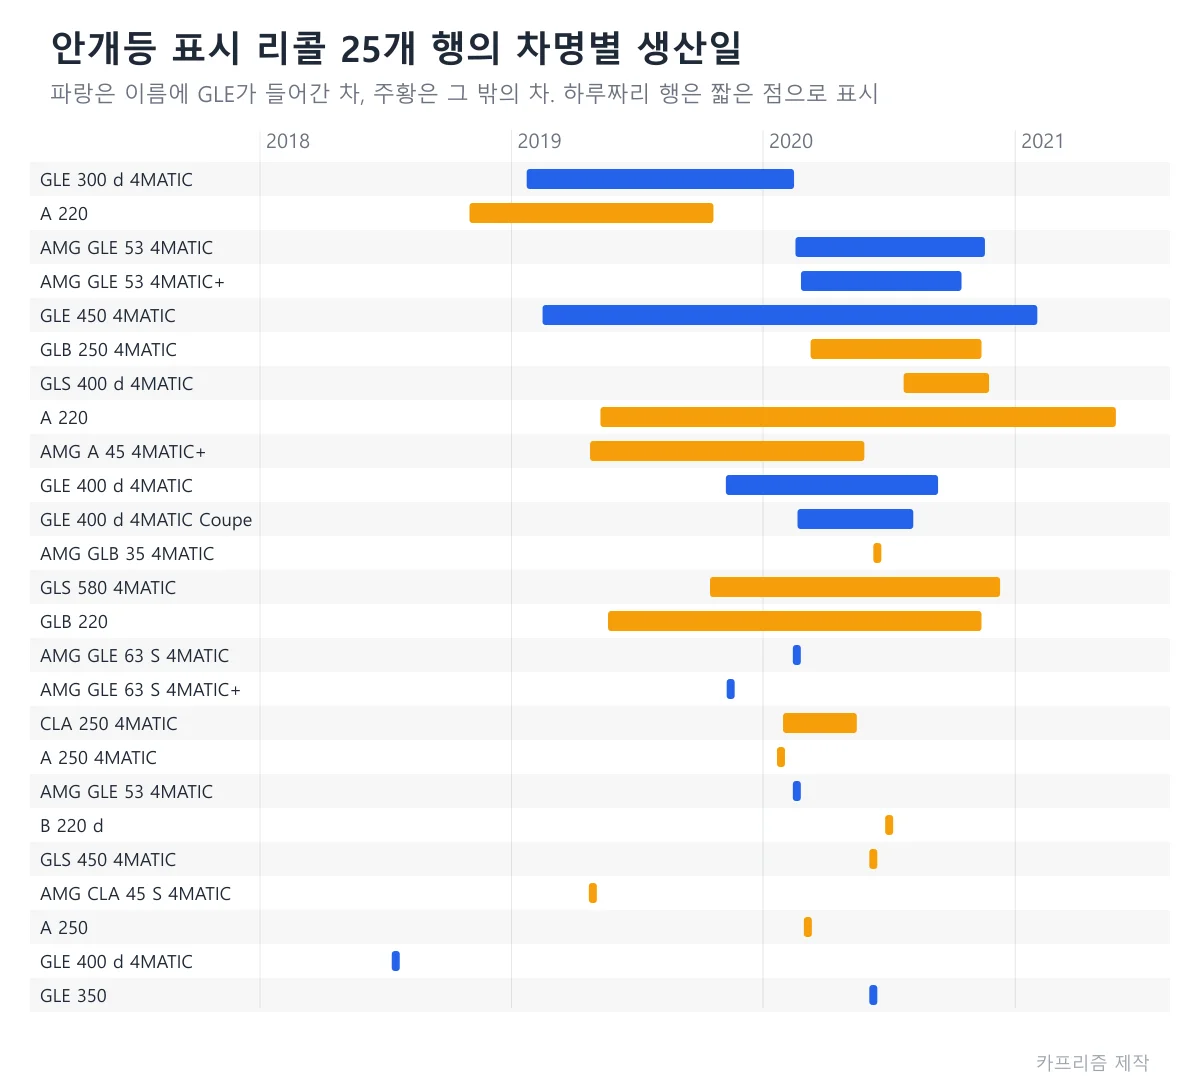 안개등 표시 리콜 25개 행의 차명별 생산일
파랑은 이름에 GLE가 들어간 차, 주황은 그 밖의 차. 하루짜리 행은 짧은 점으로 표시
2018 2019 2020 2021
GLE 300 d 4MATIC
A 220
AMG GLE 53 4MATIC
AMG GLE 53 4MATIC+
GLE 450 4MATIC
GLB 250 4MATIC
GLS 400 d 4MATIC
A 220
AMG A 45 4MATIC+
GLE 400 d 4MATIC
GLE 400 d 4MATIC Coupe
AMG GLB 35 4MATIC
GLS 580 4MATIC
GLB 220
AMG GLE 63 S 4MATIC
AMG GLE 63 S 4MATIC+
CLA 250 4MATIC
A 250 4MATIC
AMG GLE 53 4MATIC
B 220 d
GLS 450 4MATIC
AMG CLA 45 S 4MATIC
A 250
GLE 400 d 4MATIC
GLE 350
카프리즘 제작